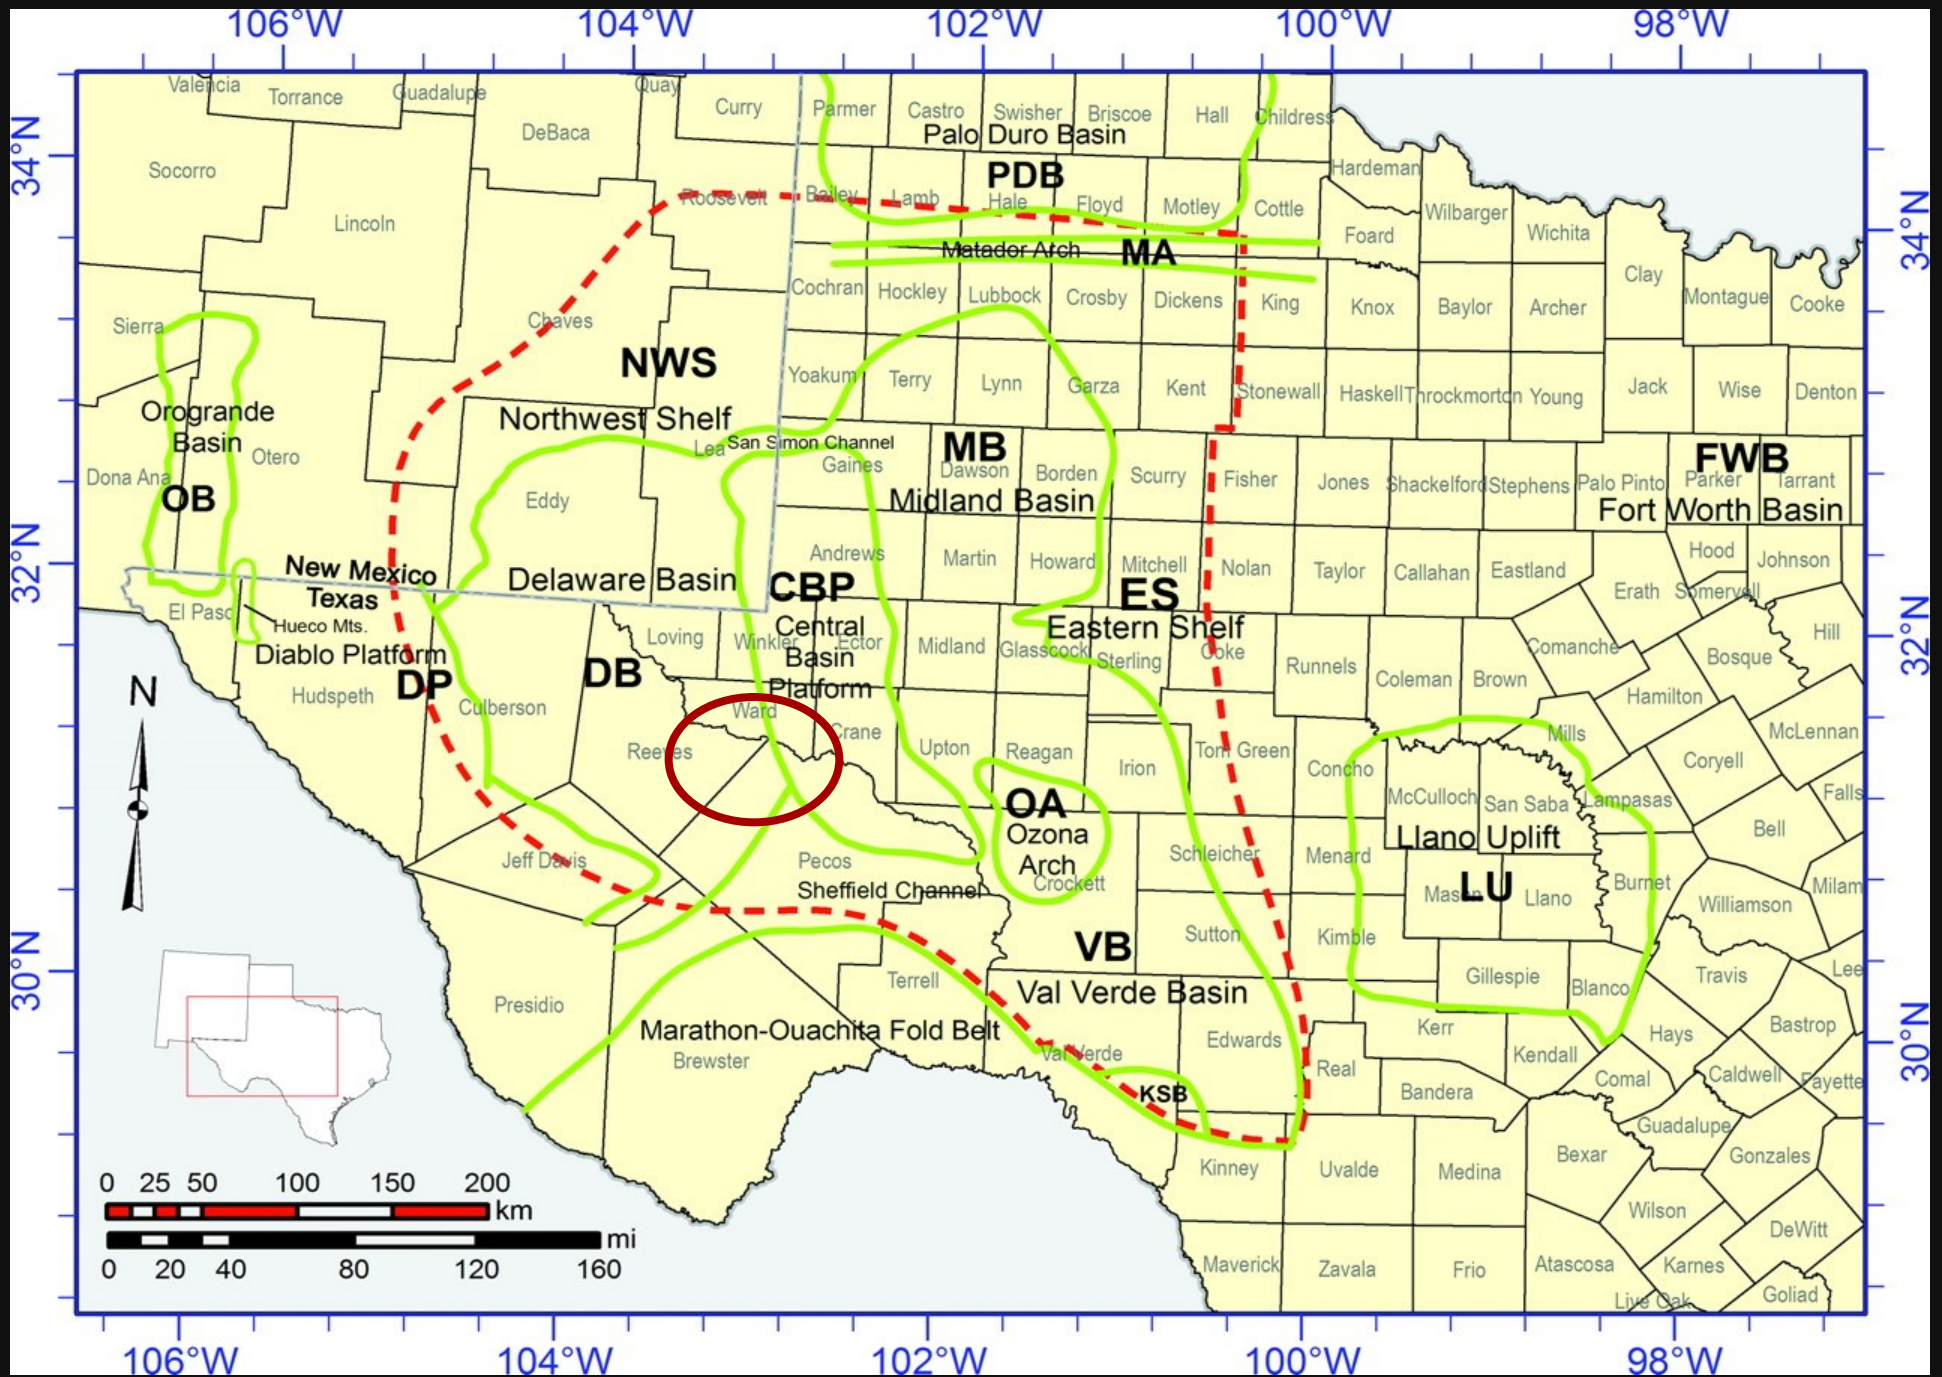 106°W 104°W 102°W 100°W 98°W
Valencia Torrance Guadalupe Quay
Curry Parmer Castro Swisher Briscoe Hall Childress
DeBaca
Palo Duro Basin
34°N
Socorro
Hardeman
PDB
Roosevelt Bailey Lamb Hale Floyd Motley Cottle
Wilbarger
Lincoln
Foard Wichita
34°N
Matador Arch MA
Clay
Cochran Hockley Lubbock Crosby Dickens King Knox Baylor Archer Montague Cooke
Sierra Chaves
NWS
Yoakum Terry Lynn Garza Kent Stonewall Haskell Throckmorton Young Jack Wise Denton
Orogrande
Basin
Northwest Shelf
Otero
Lea San Simon Channel
Gaines
MB
Dawson Borden Scurry Fisher Jones Shackelford Stephens Palo Pinto Parker Tarrant
FWB
Dona Ana
OB
Eddy
Midland Basin
Fort Worth Basin
32°N
Andrews Martin Howard Mitchell Nolan Taylor Callahan Eastland Hood Johnson
New Mexico
Texas
Delaware Basin
CBP
ES
Erath Somervell
El Paso
Hueco Mts.
Central
Basin
Platform
Eastern Shelf
32°N
Loving Winkler Ector Midland Glasscock Sterling Coke Runnels Coleman Brown Comanche Bosque Hill
Diablo Platform
DP
DB
N
Hudspeth Culberson Ward Hamilton
Reeves Crane Upton Reagan Irion Tom Green Concho Mills Coryell McLennan
OA
Ozona
Arch
McCulloch San Saba Lampasas Falls
Llano Uplift
Bell
Jeff Davis Pecos Schleicher Menard
Sheffield Channel
Crockett
Mason LU Llano Burnet Williamson Milam
VB
Sutton Kimble
30°N
Terrell
Val Verde Basin
Gillespie Blanco Travis Lee
Presidio
Marathon-Ouachita Fold Belt
Brewster
Val Verde Edwards Kerr Hays Bastrop
30°N
Real Kendall
KSB
Bandera Comal Caldwell Fayette
Guadalupe
Kinney Uvalde Medina Bexar Gonzales
0 25 50 100 150 200
km
Wilson DeWitt
mi
0 20 40 80 120 160
Maverick Zavala Frio Atascosa Karnes
Live Oak Goliad
106°W 104°W 102°W 100°W 98°W